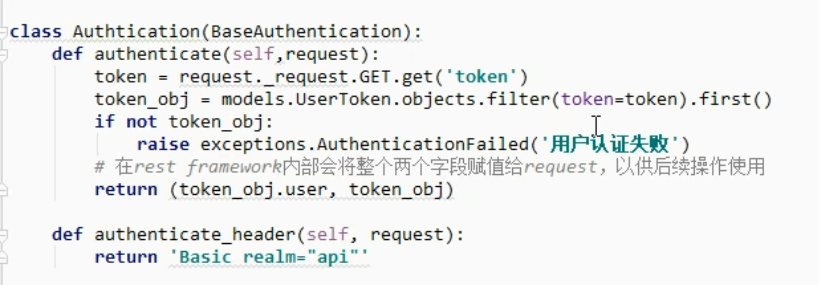 class Authtication(BaseAuthentication):
    def authenticate(self,request):
        token = request._request.GET.get('token')
        token_obj = models.UserToken.objects.filter(token=token).first()
        if not token_obj:
            raise exceptions.AuthenticationFailed('用户认证失败')
        # 在rest framework内部会将整个两个字段赋值给request，以供后续操作使用
        return (token_obj.user, token_obj)
    def authenticate_header(self, request):
        return 'Basic realm="api"'